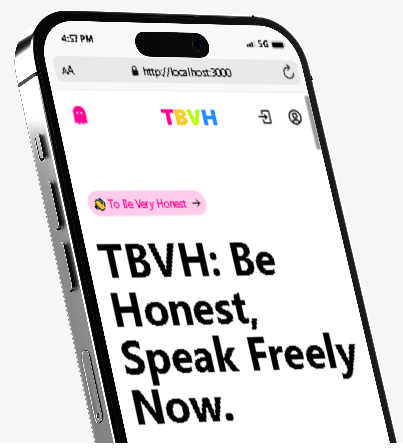 4:57 PM
5G
AA
http://localhost:3000
TBVH
To Be Very Honest →
TBVH: Be
Honest,
Speak Freely
Now.